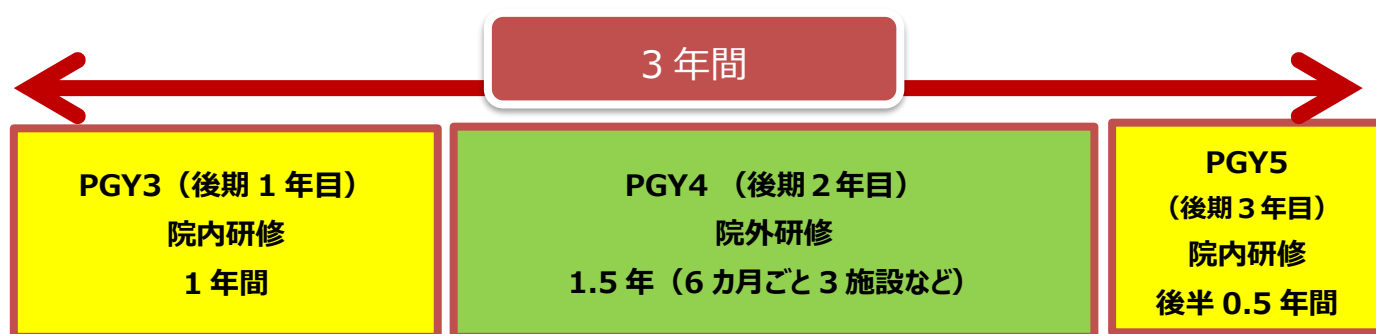 3 年間
PGY3（後期 1 年目）
院内研修
1 年間
PGY4 （後期２年目）
院外研修
1.5 年（6 カ月ごと 3 施設など）
PGY5
（後期３年目）
院内研修
後半 0.5 年間